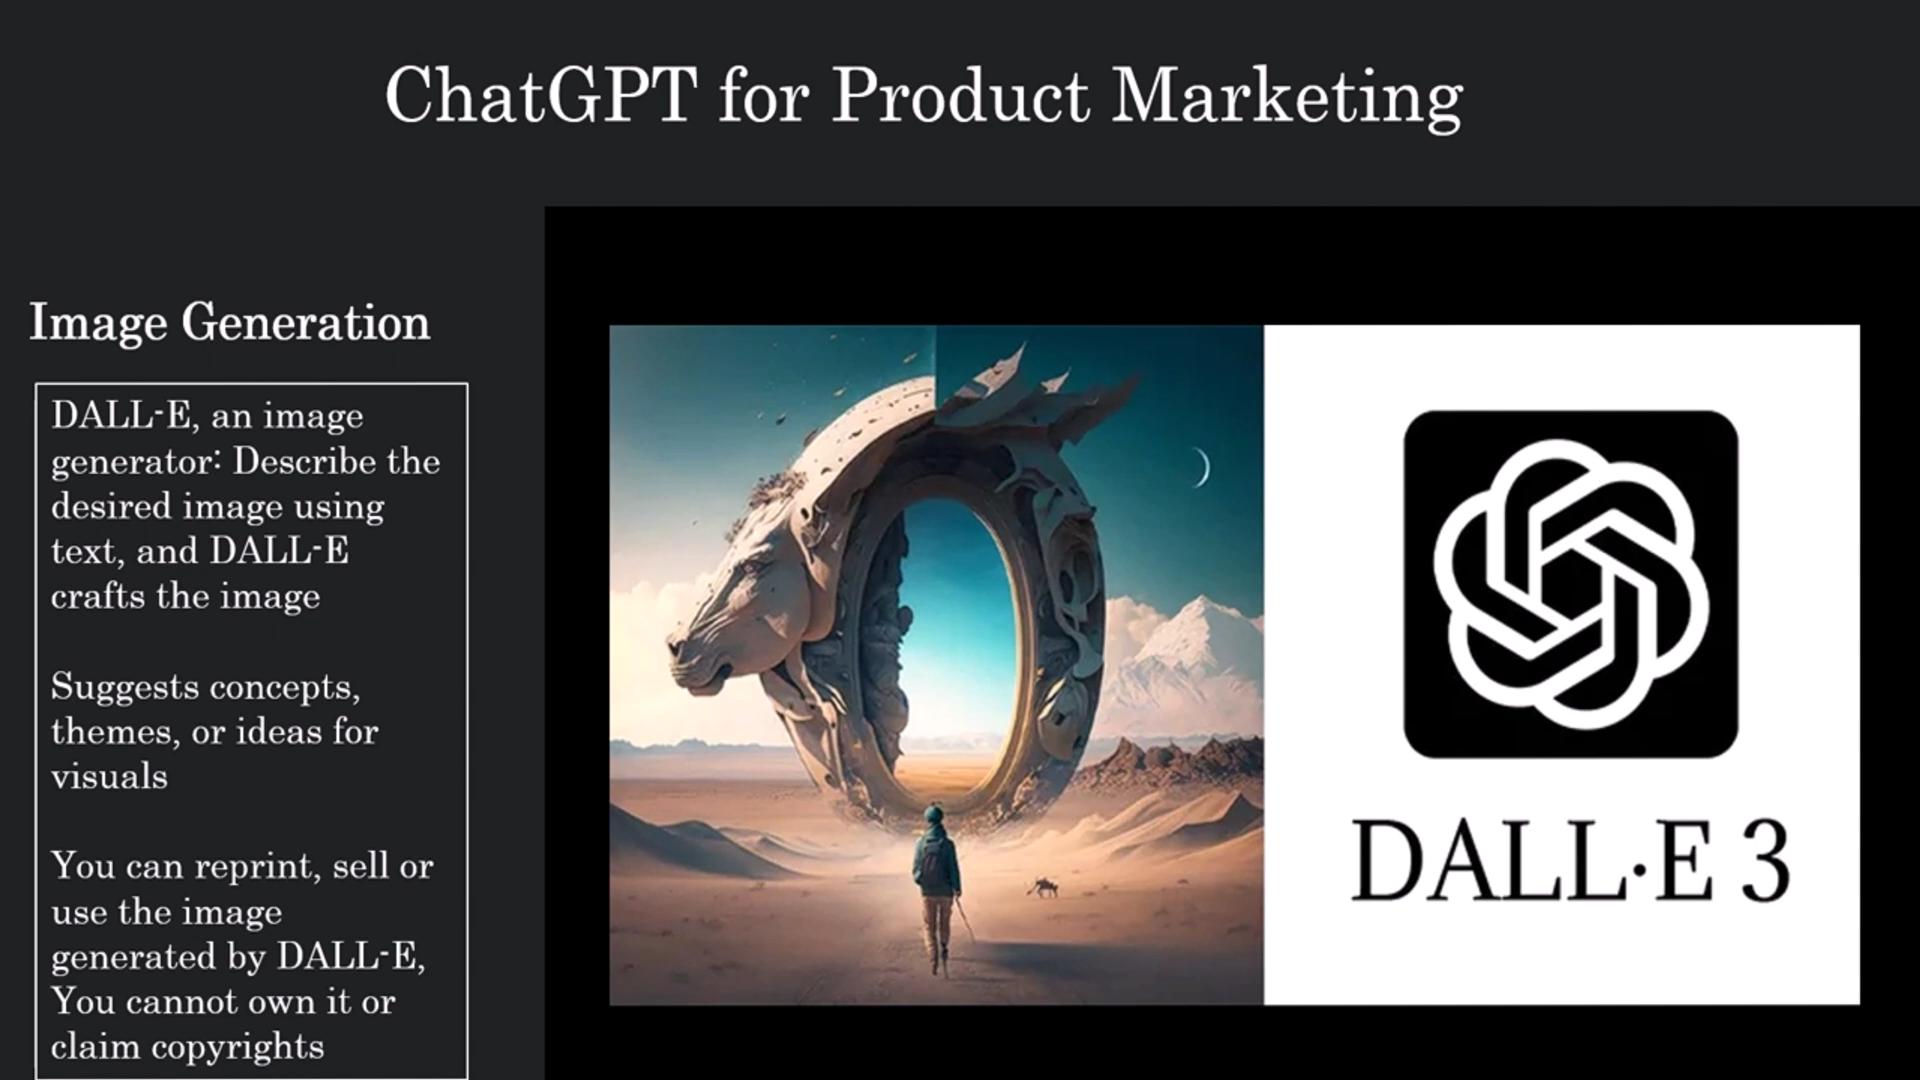 ChatGPT for Product Marketing
Image Generation
DALL-E, an image
generator: Describe the
desired image using
text, and DALL-E
crafts the image
Suggests concepts,
themes, or ideas for
visuals
You can reprint, sell or
use the image
generated by DALL-E,
You cannot own it or
claim copyrights
DALL·E 3